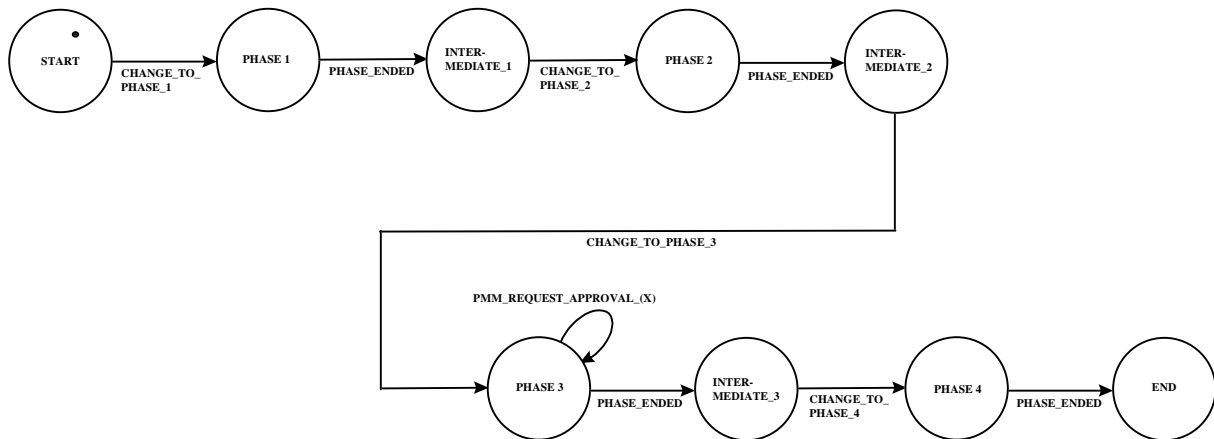 START
CHANGE_TO_
PHASE_1
PHASE 1
PHASE_ENDED
INTER-
MEDIATE_1
CHANGE_TO_
PHASE_2
PHASE 2
PHASE_ENDED
INTER-
MEDIATE_2
CHANGE_TO_PHASE_3
PMM_REQUEST_APPROVAL_(X)
PHASE 3
PHASE_ENDED
INTER-
MEDIATE_3
CHANGE_TO_
PHASE_4
PHASE 4
PHASE_ENDED
END